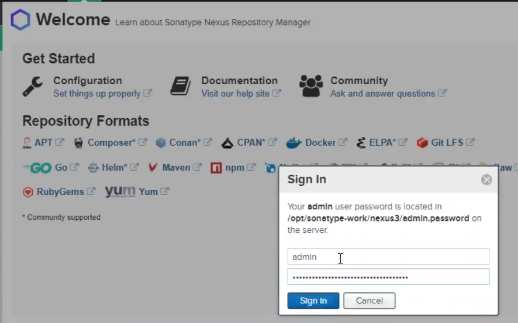 Welcome Learn about Sonatype Nexus Repository Manager
Get Started
Configuration
Set things up properly
Documentation
Visit our help site
Community
Ask and answer questions
Repository Formats
APT Composer* Conan* CPAN* Docker ELPA* Git LFS
GO Go Helm* Maven npm
RubyGems yum Yum
* Community supported
Sign In
Your admin user password is located in
/opt/sonatype-work/nexus3/admin.password on
the server.
admin
Sign in Cancel